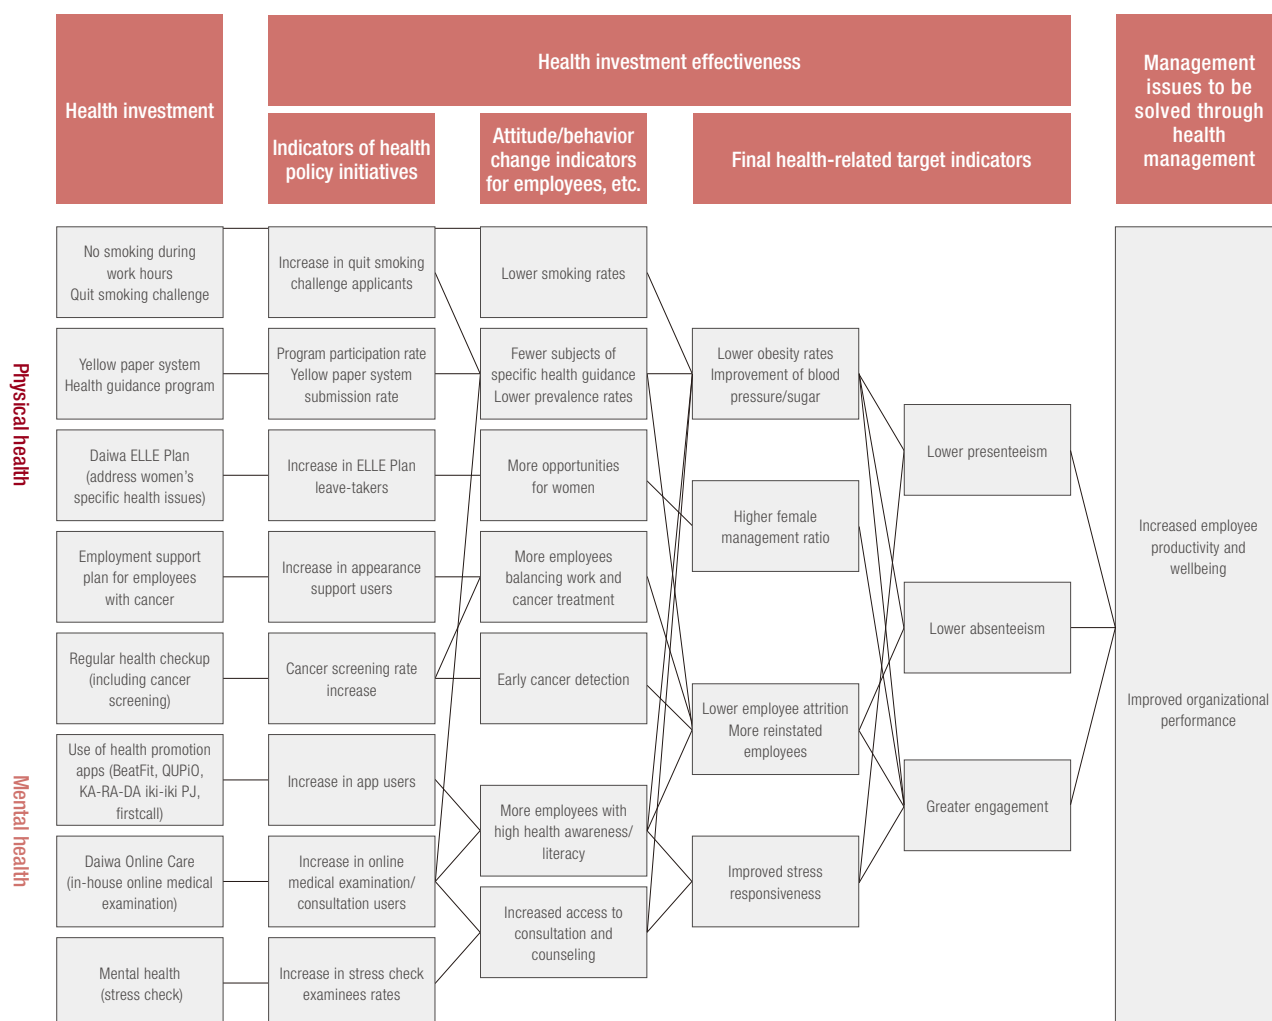 Health investment
Health investment effectiveness
Management
issues to be
solved through
health
management
Indicators of health
policy initiatives
Attitude/behavior
change indicators
for employees, etc.
Final health-related target indicators
Physical health
Mental health
No smoking during
work hours
Quit smoking challenge
Yellow paper system
Health guidance program
Daiwa ELLE Plan
(address women's
specific health issues)
Employment support
plan for employees
with cancer
Regular health checkup
(including cancer
screening)
Use of health promotion
apps (BeatFit, QUPiO,
KA-RA-DA iki-iki PJ,
firstcall)
Daiwa Online Care
(in-house online medical
examination)
Mental health
(stress check)
Increase in quit smoking
challenge applicants
Program participation rate
Yellow paper system
submission rate
Increase in ELLE Plan
leave-takers
Increase in appearance
support users
Cancer screening rate
increase
Increase in app users
Increase in online
medical examination/
consultation users
Increase in stress check
examinees rates
Lower smoking rates
Fewer subjects of
specific health guidance
Lower prevalence rates
More opportunities
for women
More employees
balancing work and
cancer treatment
Early cancer detection
More employees with
high health awareness/
literacy
Increased access to
consultation and
counseling
Lower obesity rates
Improvement of blood
pressure/sugar
Higher female
management ratio
Lower employee attrition
More reinstated
employees
Improved stress
responsiveness
Lower presenteeism
Lower absenteeism
Greater engagement
Increased employee
productivity and
wellbeing
Improved organizational
performance